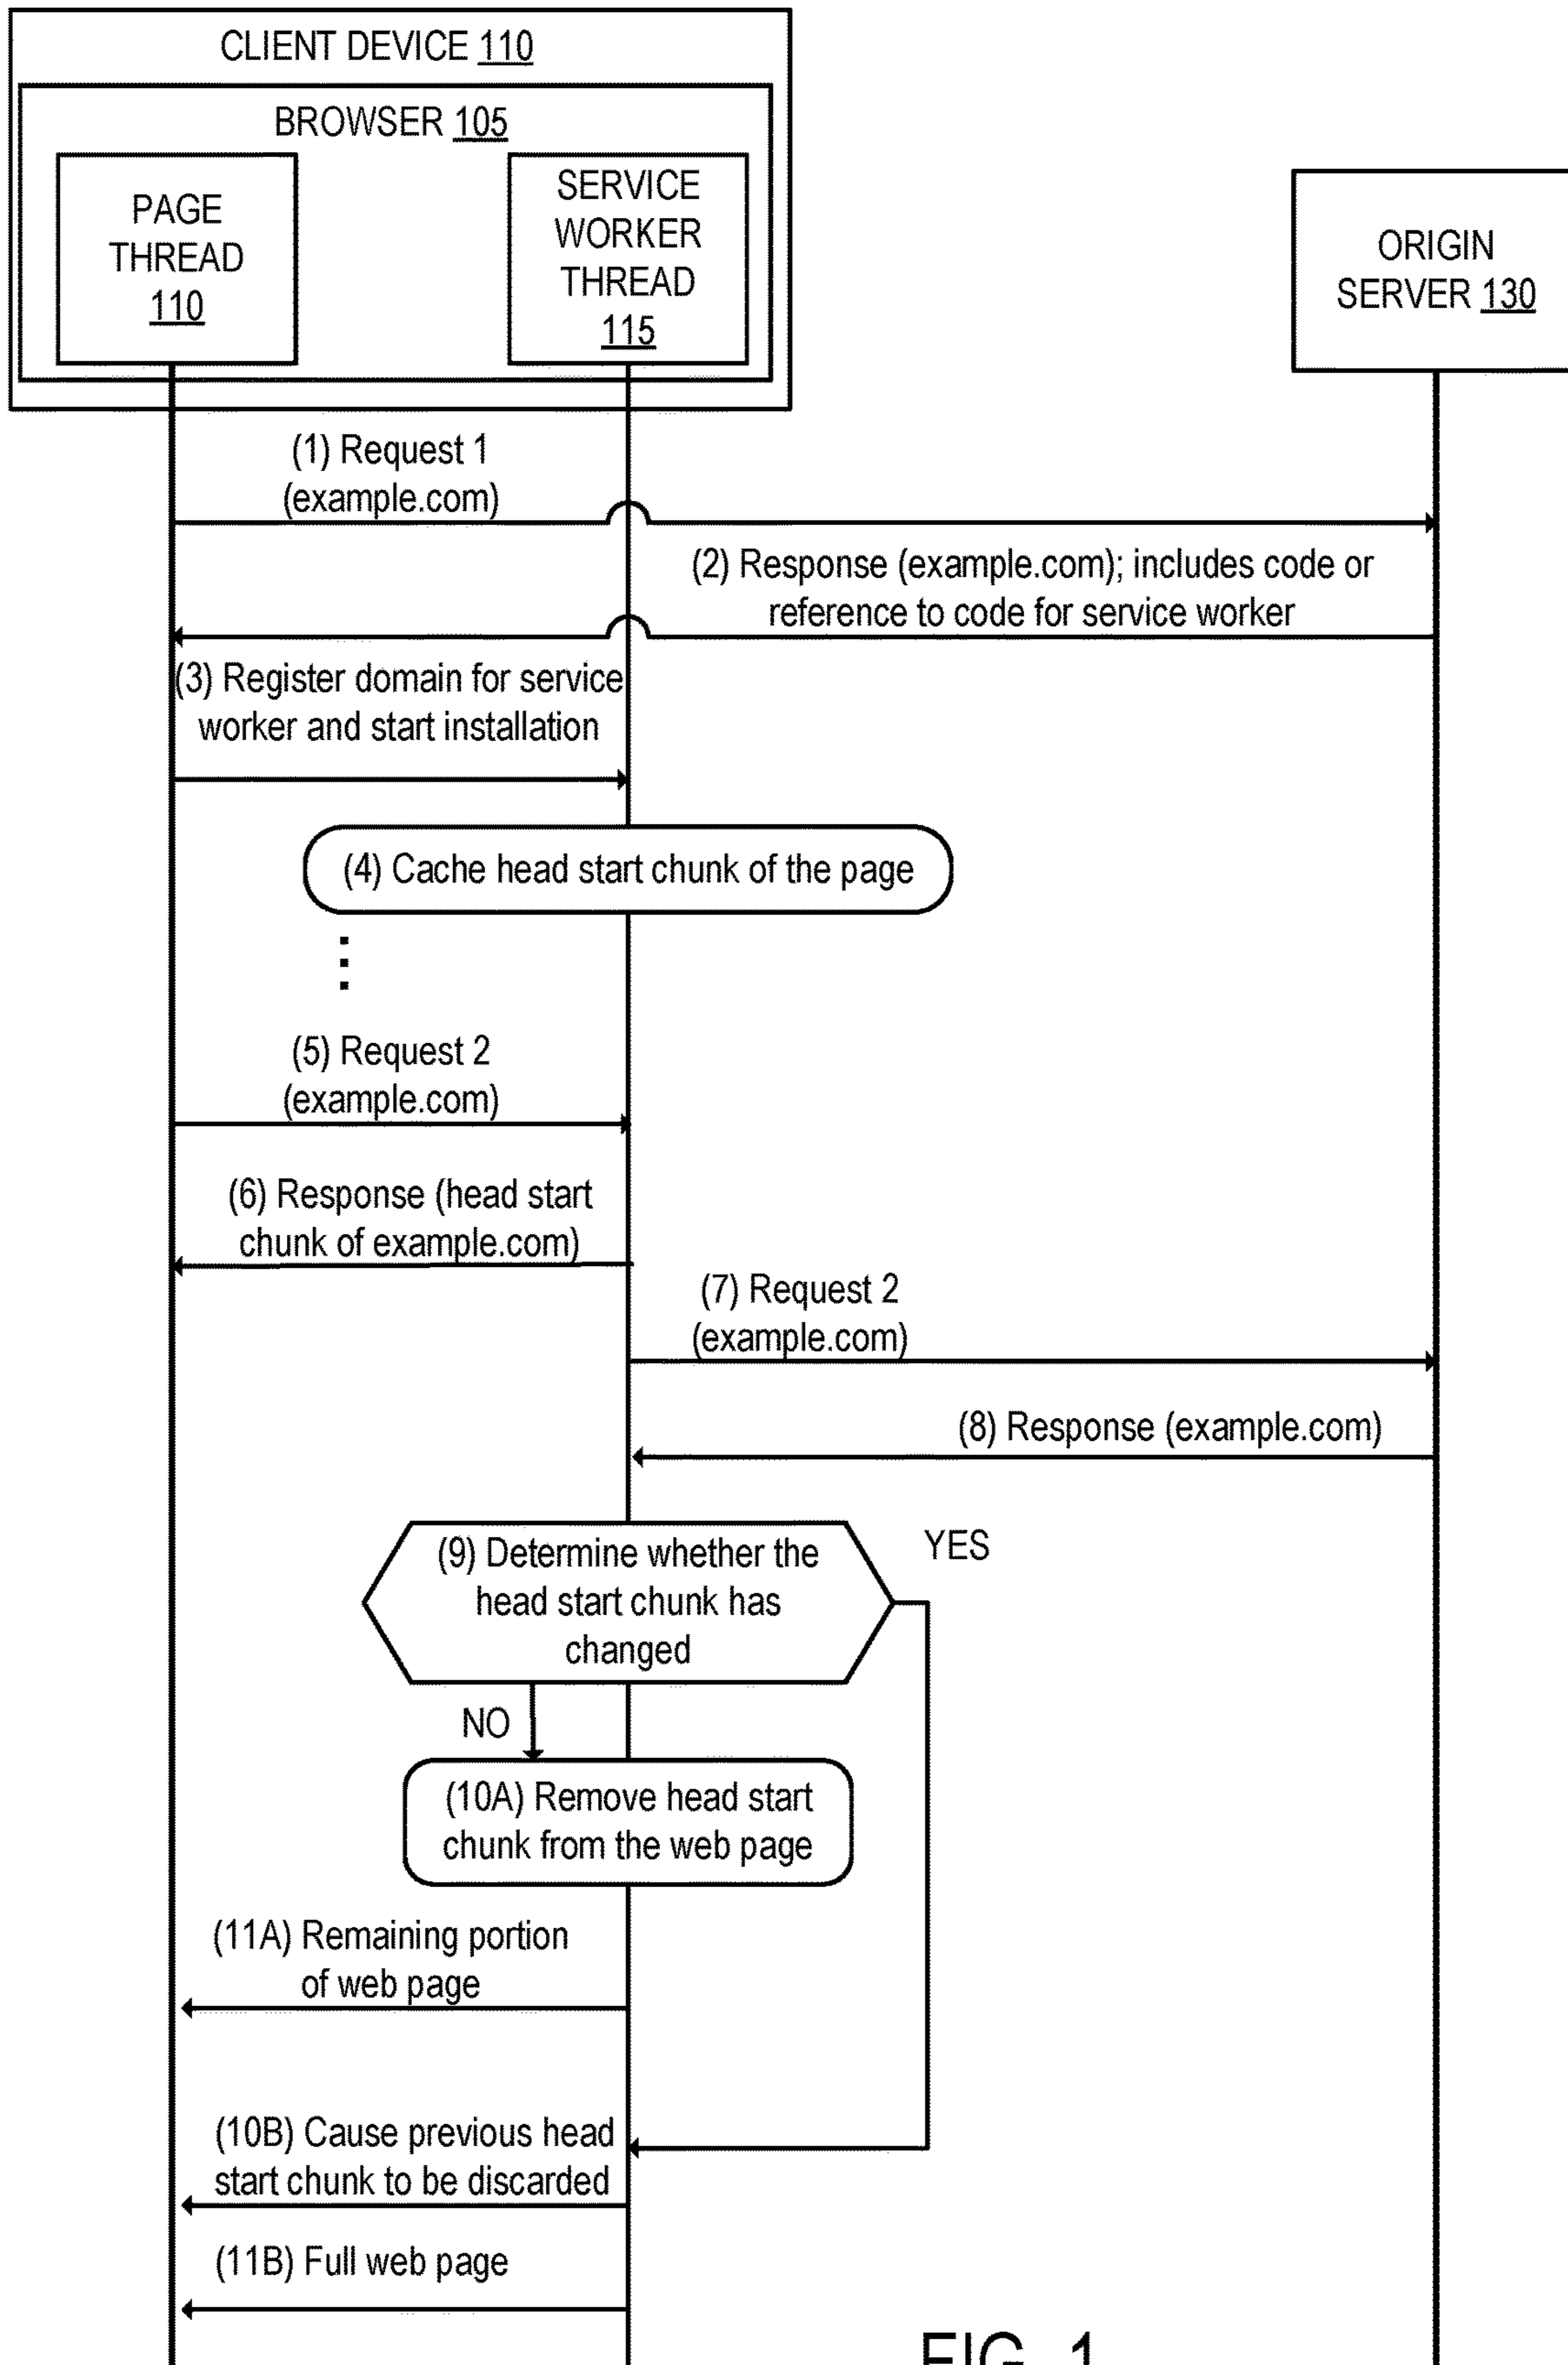 CLIENT DEVICE 110
BROWSER 105
PAGE
THREAD
110
SERVICE
WORKER
THREAD
115
ORIGIN
SERVER 130
(1) Request 1
(example.com)
(2) Response (example.com); includes code or
reference to code for service worker
(3) Register domain for service
worker and start installation
(4) Cache head start chunk of the page
(5) Request 2
(example.com)
(6) Response (head start
chunk of example.com)
(7) Request 2
(example.com)
(8) Response (example.com)
(9) Determine whether the
head start chunk has
changed
YES
NO
(10A) Remove head start
chunk from the web page
(11A) Remaining portion
of web page
(10B) Cause previous head
start chunk to be discarded
(11B) Full web page
FIG. 1